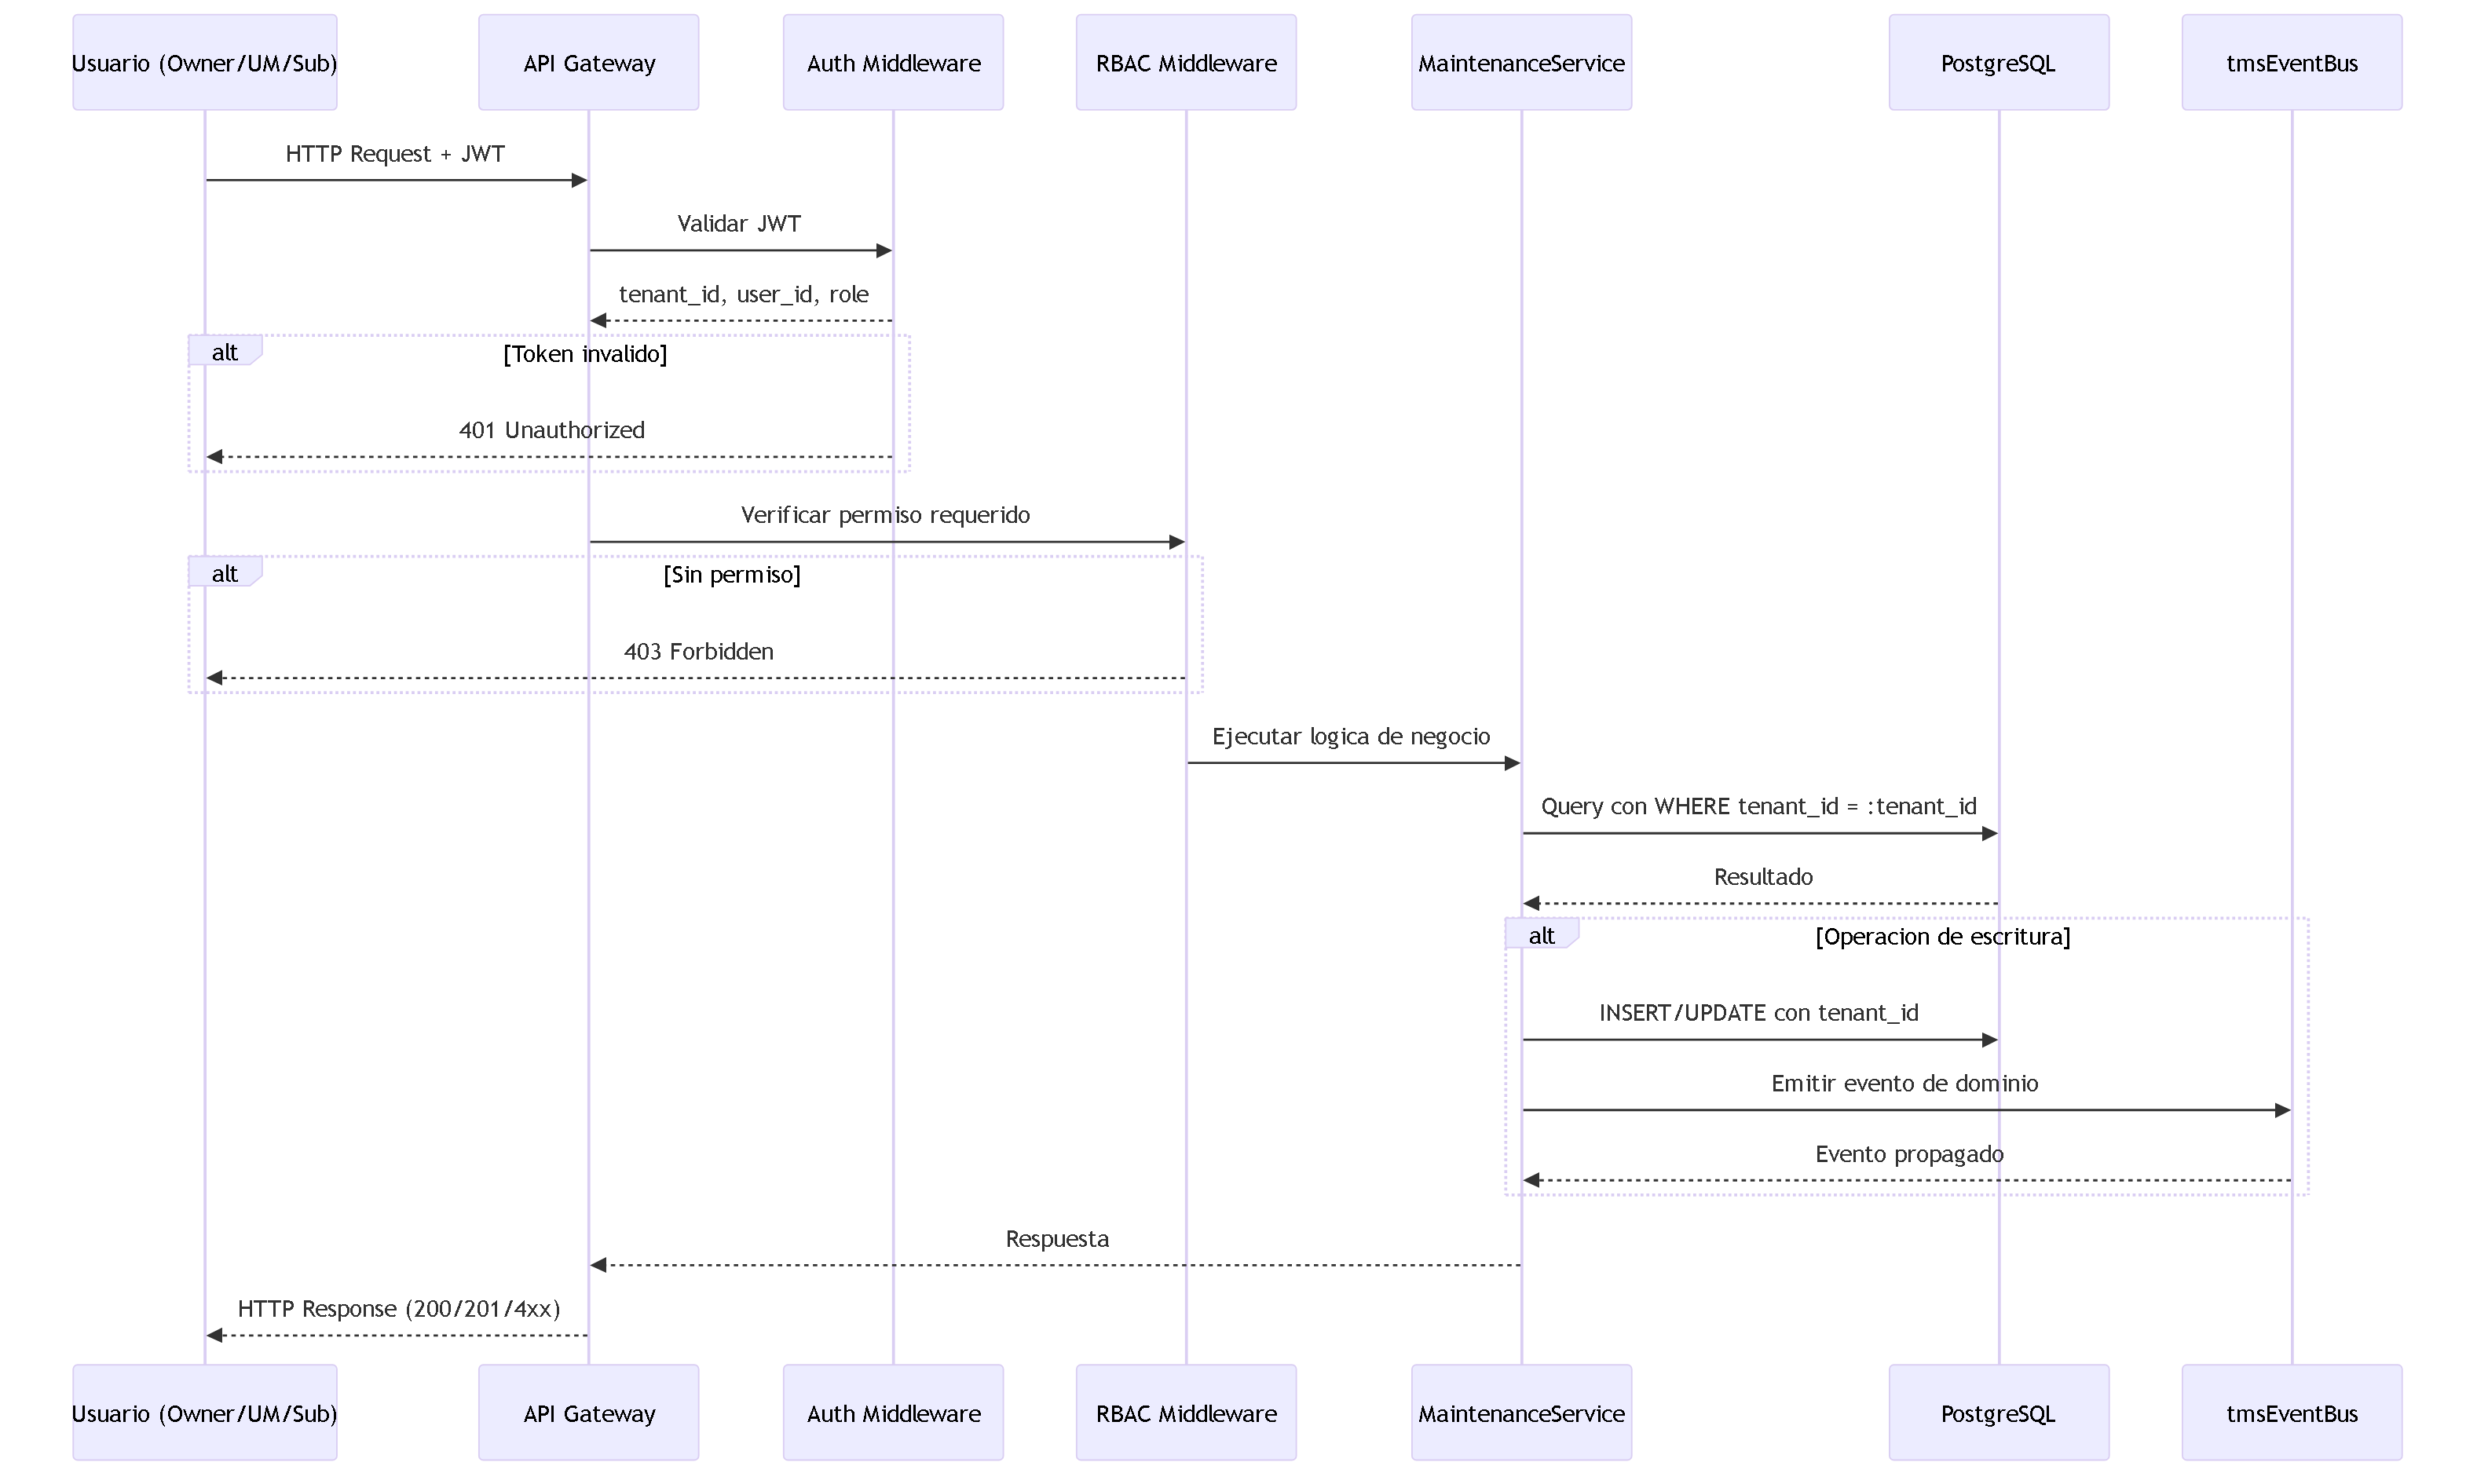 Usuario (Owner/UM/Sub)
API Gateway
Auth Middleware
RBAC Middleware
MaintenanceService
PostgreSQL
tmsEventBus
HTTP Request + JWT
Validar JWT
tenant_id, user_id, role
alt
[Token invalido]
401 Unauthorized
Verificar permiso requerido
alt
[Sin permiso]
403 Forbidden
Ejecutar logica de negocio
Query con WHERE tenant_id = :tenant_id
Resultado
alt
[Operacion de escritura]
INSERT/UPDATE con tenant_id
Emitir evento de dominio
Evento propagado
Respuesta
HTTP Response (200/201/4xx)
Usuario (Owner/UM/Sub)
API Gateway
Auth Middleware
RBAC Middleware
MaintenanceService
PostgreSQL
tmsEventBus